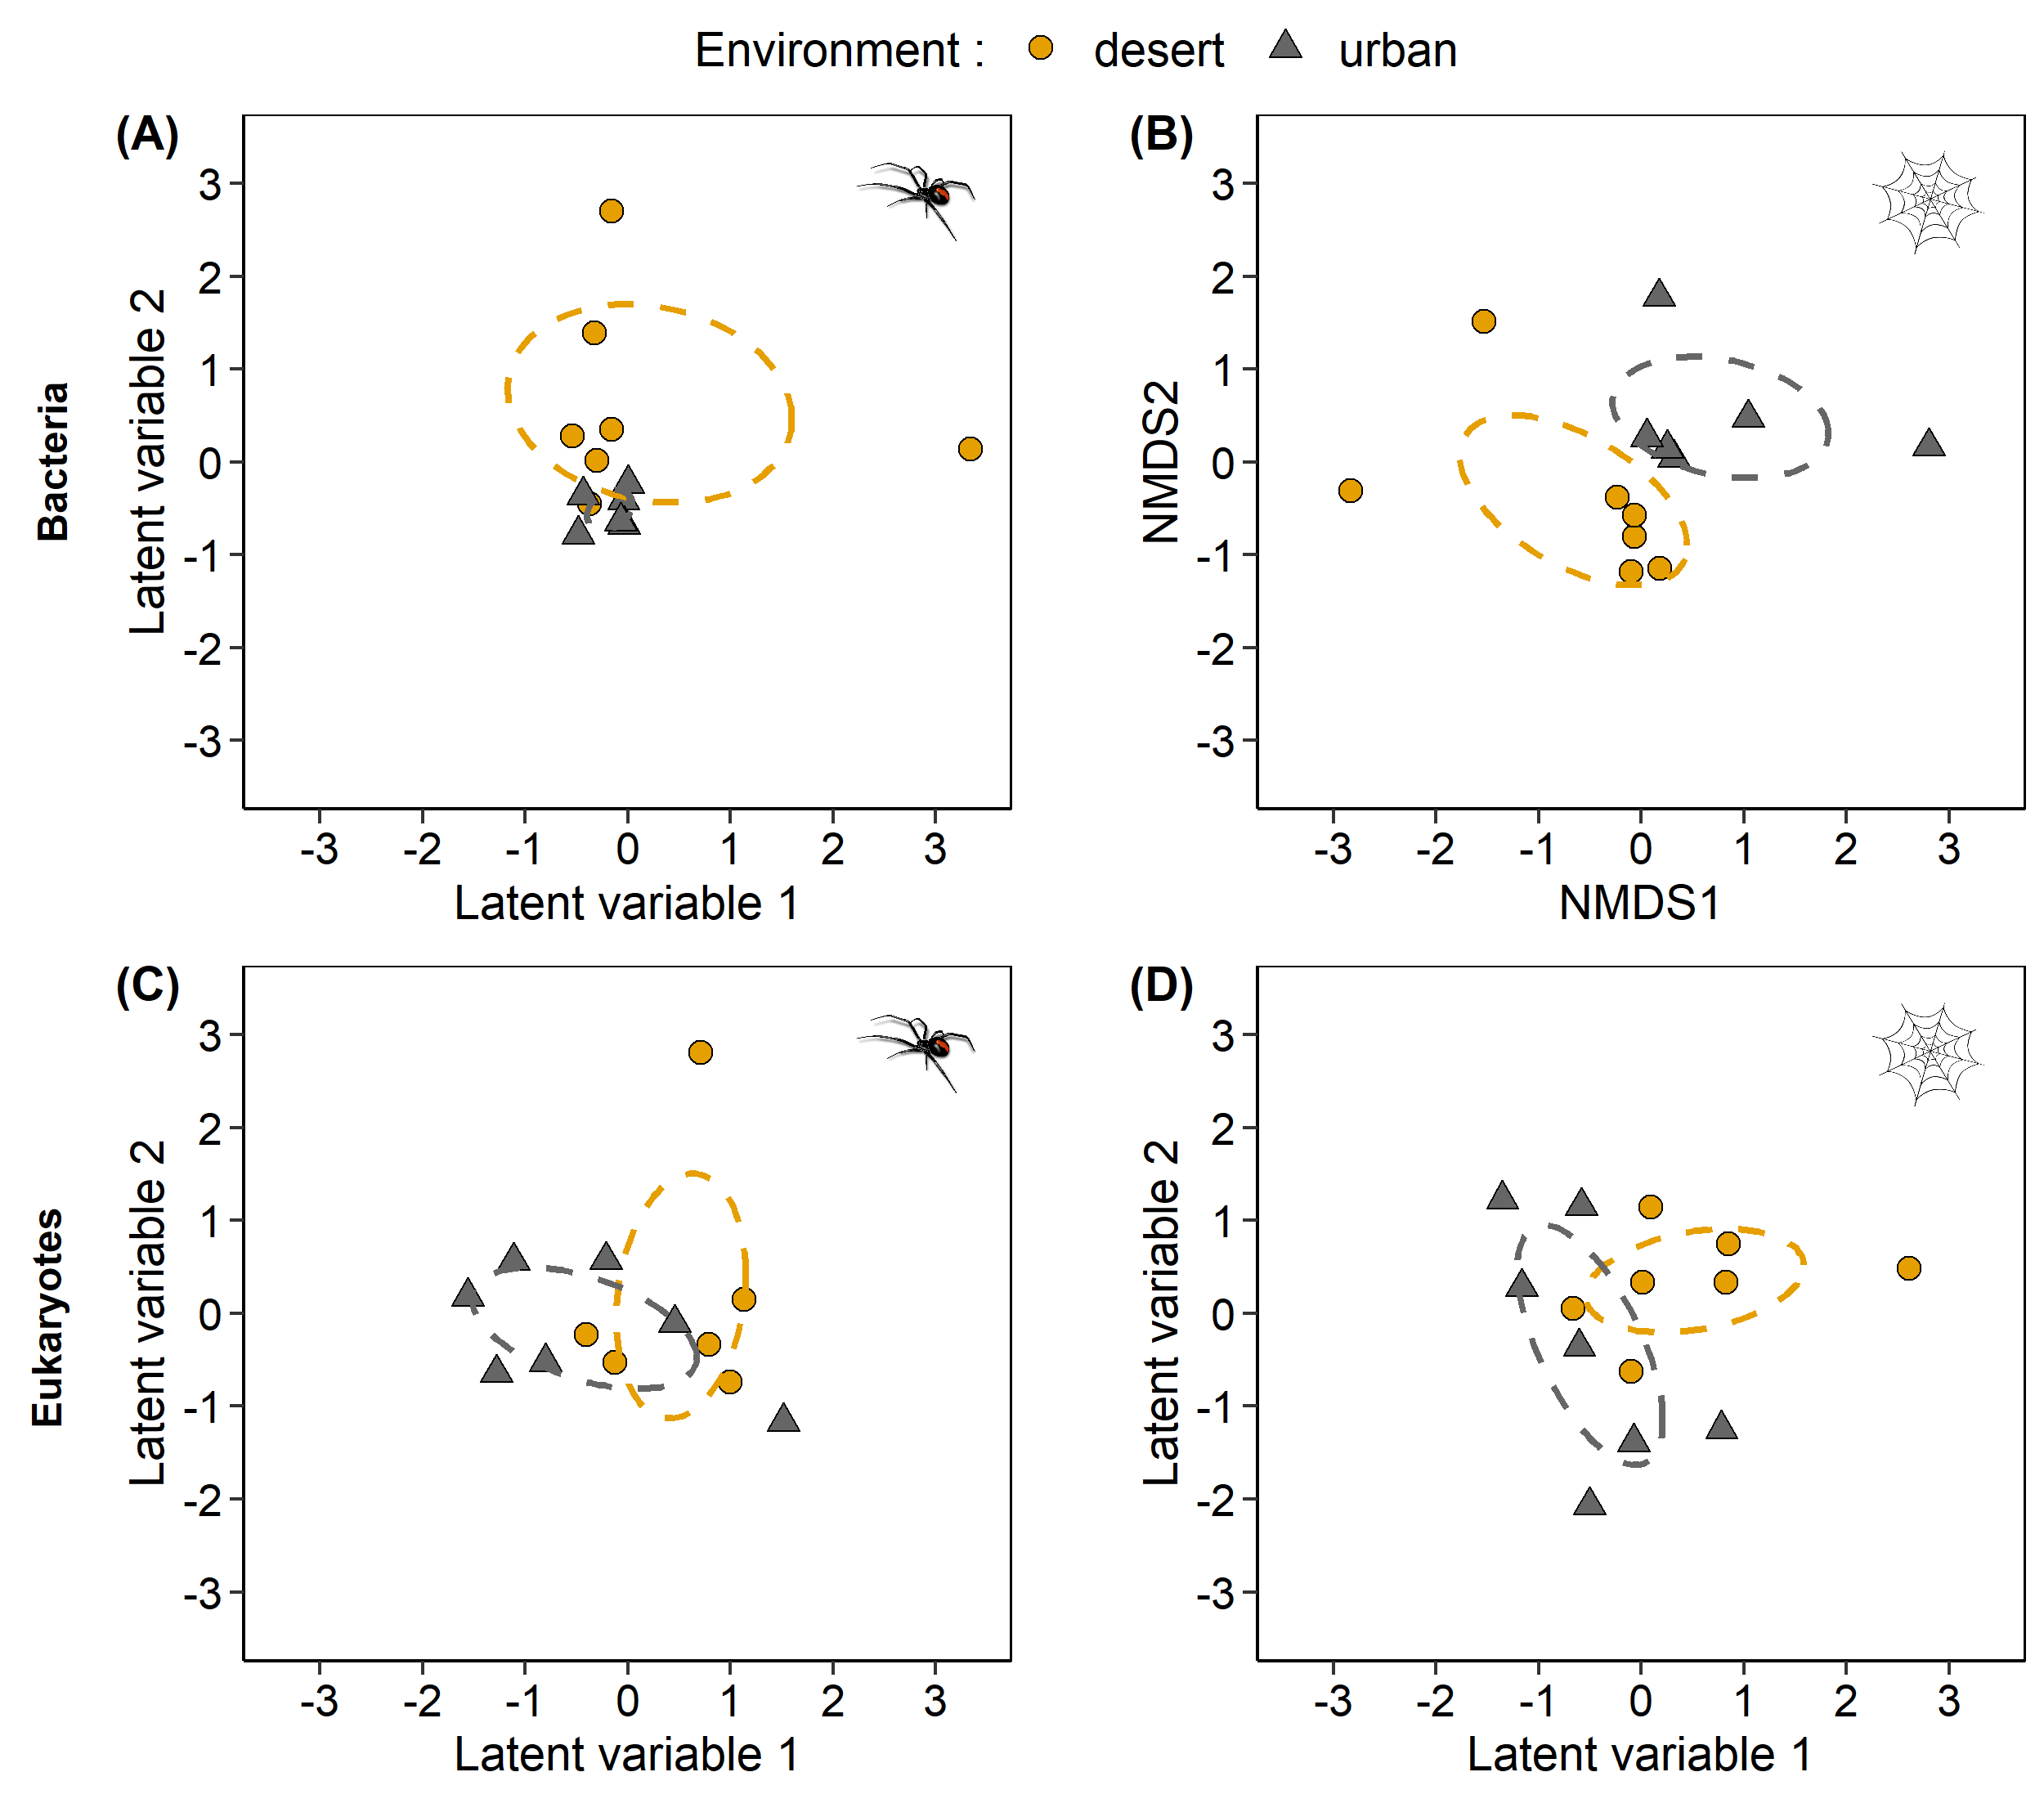 Environment : desert urban
(A)
Bacteria
Latent variable 2
3
2
1
0
-1
-2
-3
-3 -2 -1 0 1 2 3
Latent variable 1
(B)
NMDS2
3
2
1
0
-1
-2
-3
-3 -2 -1 0 1 2 3
NMDS1
(C)
Eukaryotes
Latent variable 2
3
2
1
0
-1
-2
-3
-3 -2 -1 0 1 2 3
Latent variable 1
(D)
Latent variable 2
3
2
1
0
-1
-2
-3
-3 -2 -1 0 1 2 3
Latent variable 1